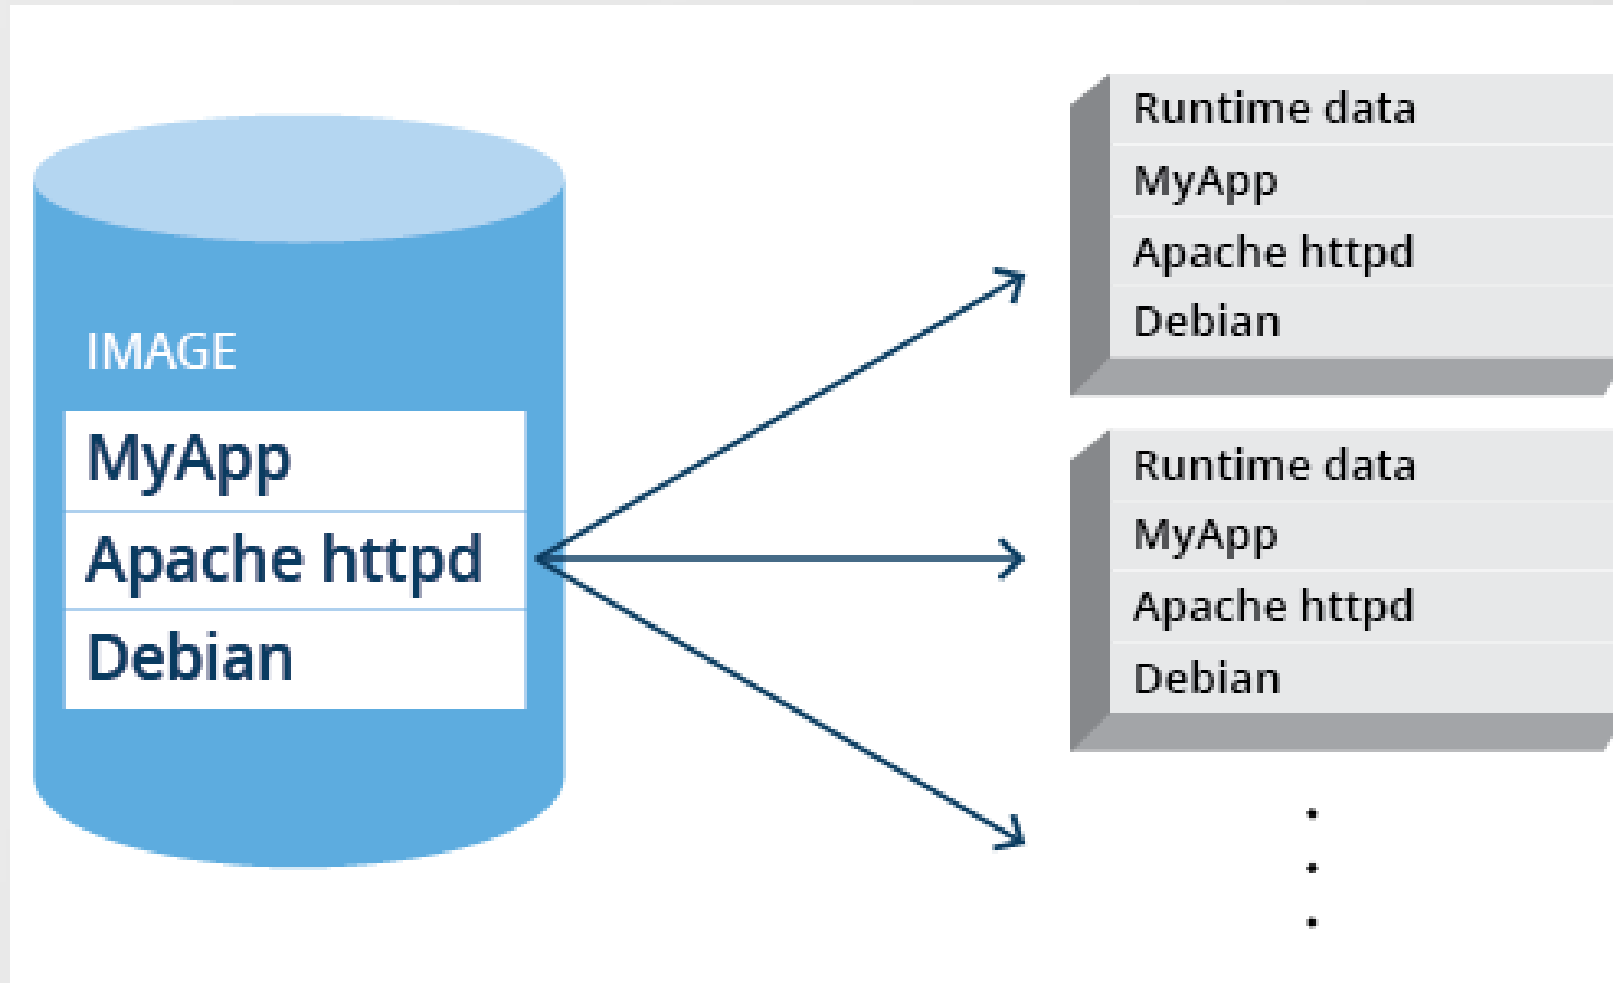 IMAGE
MyApp
Apache httpd
Debian
Runtime data
MyApp
Apache httpd
Debian
Runtime data
MyApp
Apache httpd
Debian